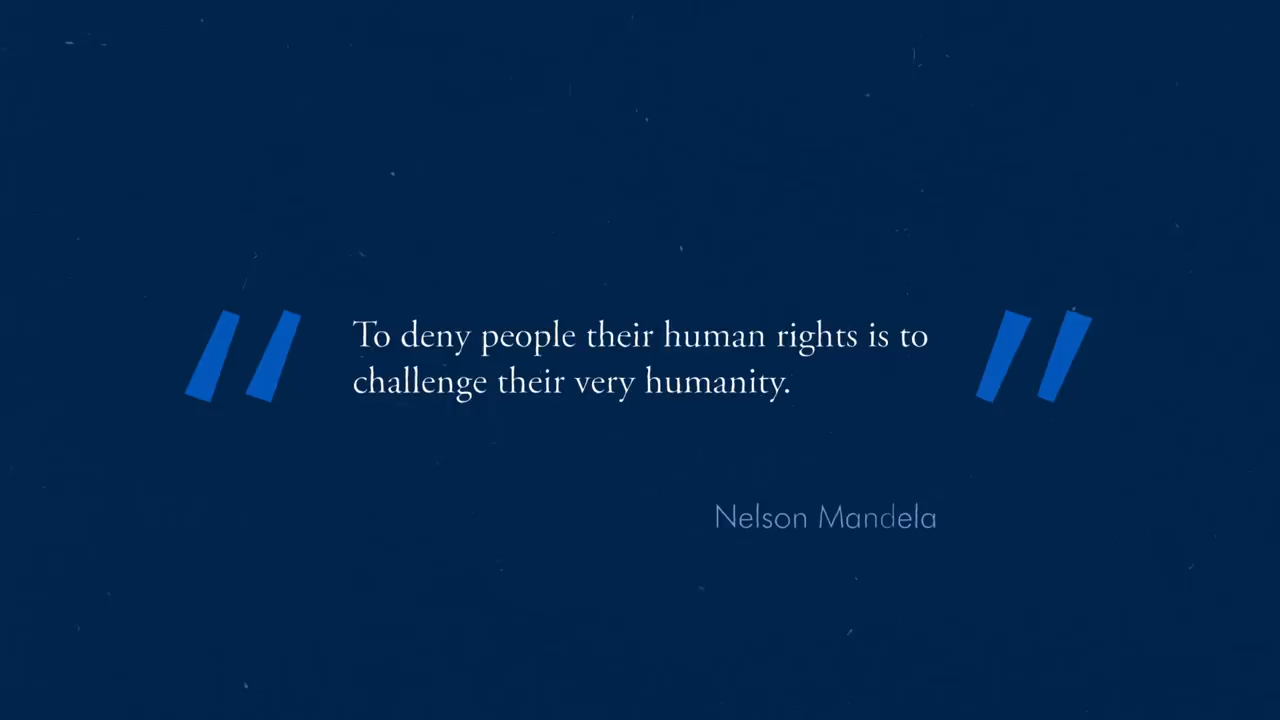 To deny people their human rights is to
challenge their very humanity.
Nelson Mandela